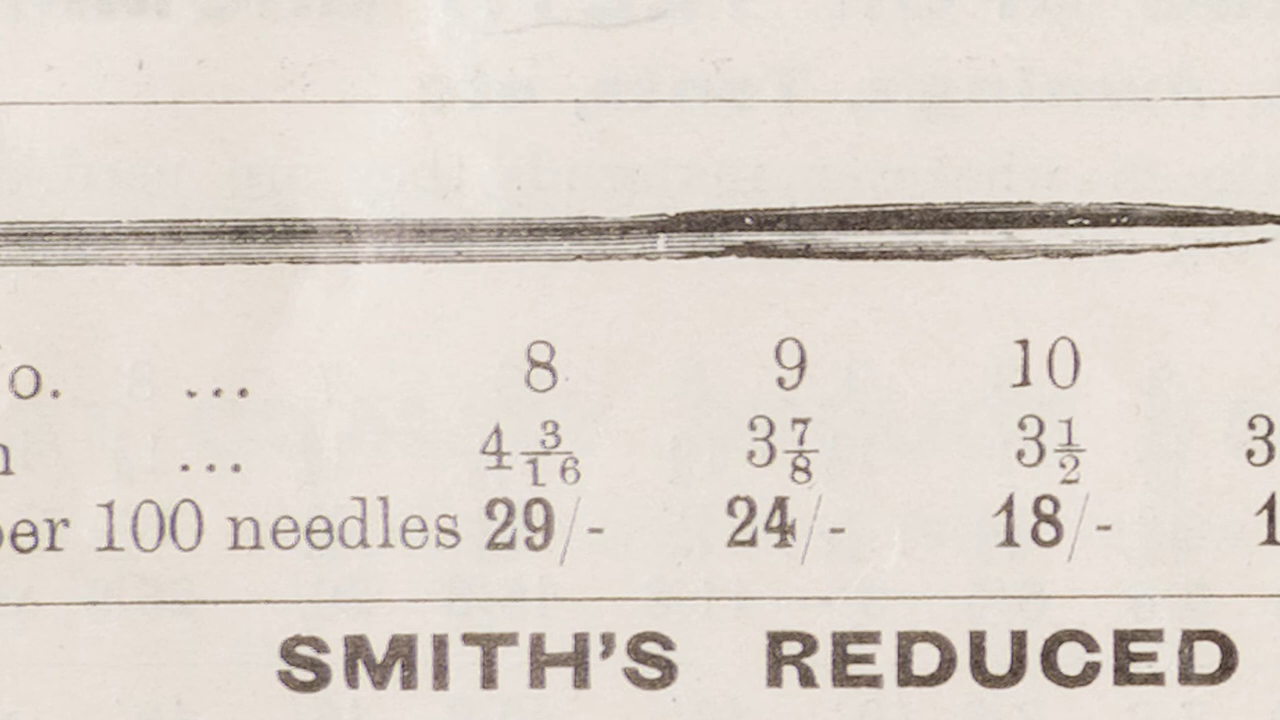 o. ... 8 9 10
... 4 3/16 3 7/8 3 1/2 3
per 100 needles 29/- 24/- 18/- 1
SMITH'S REDUCED